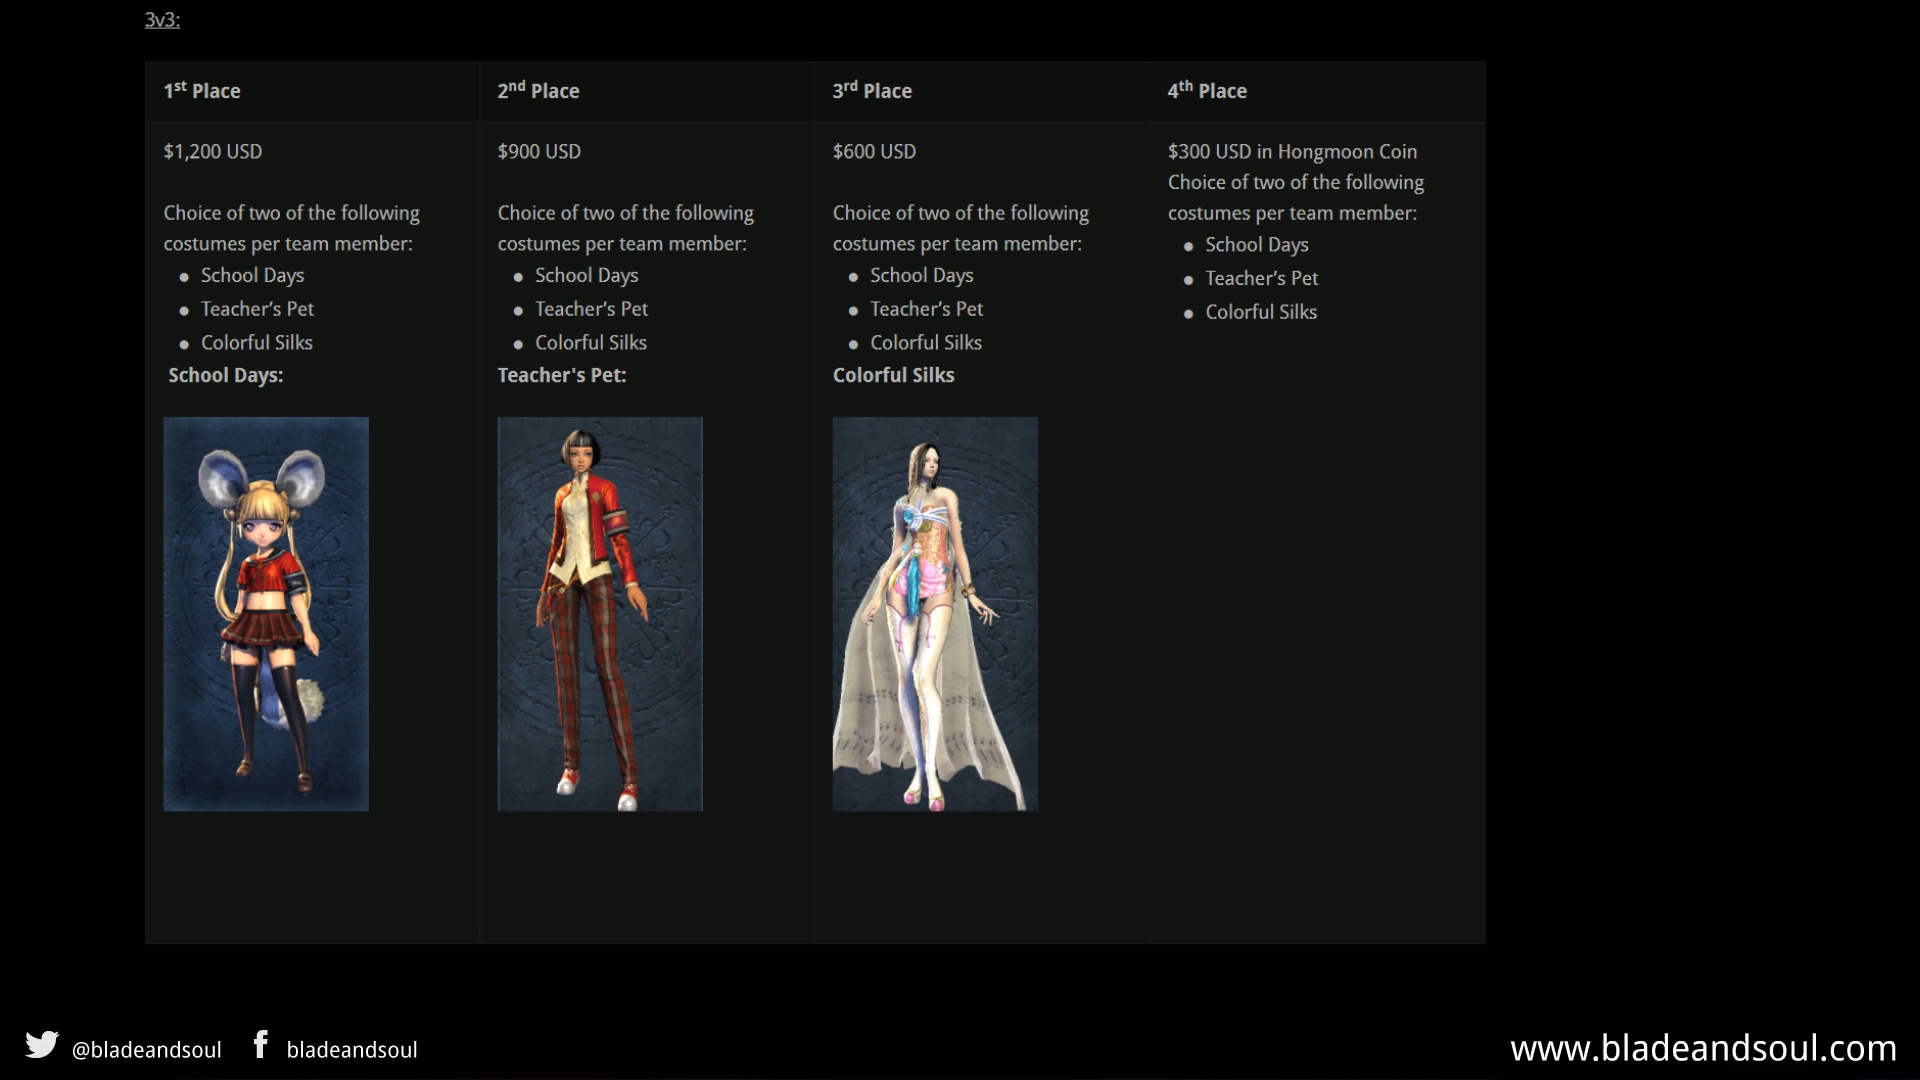 3v3:
1st Place
2nd Place
3rd Place
4th Place
$1,200 USD
Choice of two of the following
costumes per team member:
● School Days
● Teacher’s Pet
● Colorful Silks
School Days:
$900 USD
Choice of two of the following
costumes per team member:
● School Days
● Teacher’s Pet
● Colorful Silks
Teacher's Pet:
$600 USD
Choice of two of the following
costumes per team member:
● School Days
● Teacher’s Pet
● Colorful Silks
Colorful Silks
$300 USD in Hongmoon Coin
Choice of two of the following
costumes per team member:
● School Days
● Teacher’s Pet
● Colorful Silks
@bladeandsoul
bladeandsoul
www.bladeandsoul.com